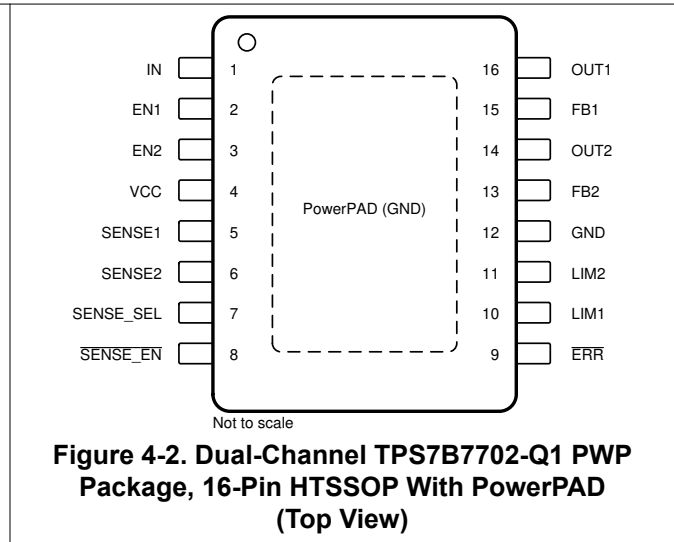 IN 1 16 OUT1
EN1 2 15 FB1
EN2 3 14 OUT2
VCC 4 13 FB2
PowerPAD (GND)
SENSE1 5 12 GND
SENSE2 6 11 LIM2
SENSE_SEL 7 10 LIM1
SENSE_EN 8 9 ERR
Not to scale
Figure 4-2. Dual-Channel TPS7B7702-Q1 PWP
Package, 16-Pin HTSSOP With PowerPAD
(Top View)